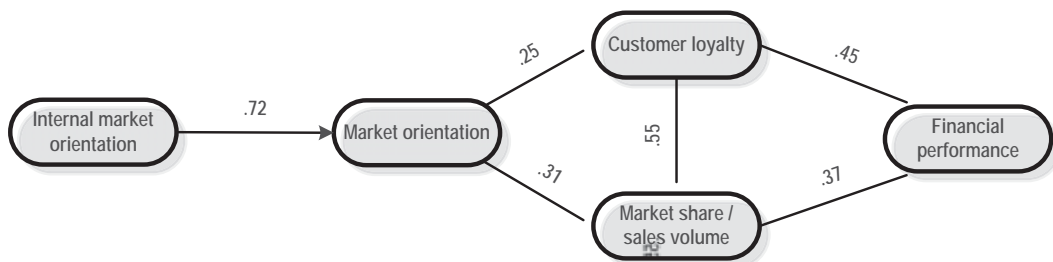 Customer loyalty
.25
.45
.72
Internal market
orientation
Market orientation
.55
Financial
performance
.31
.37
Market share /
sales volume